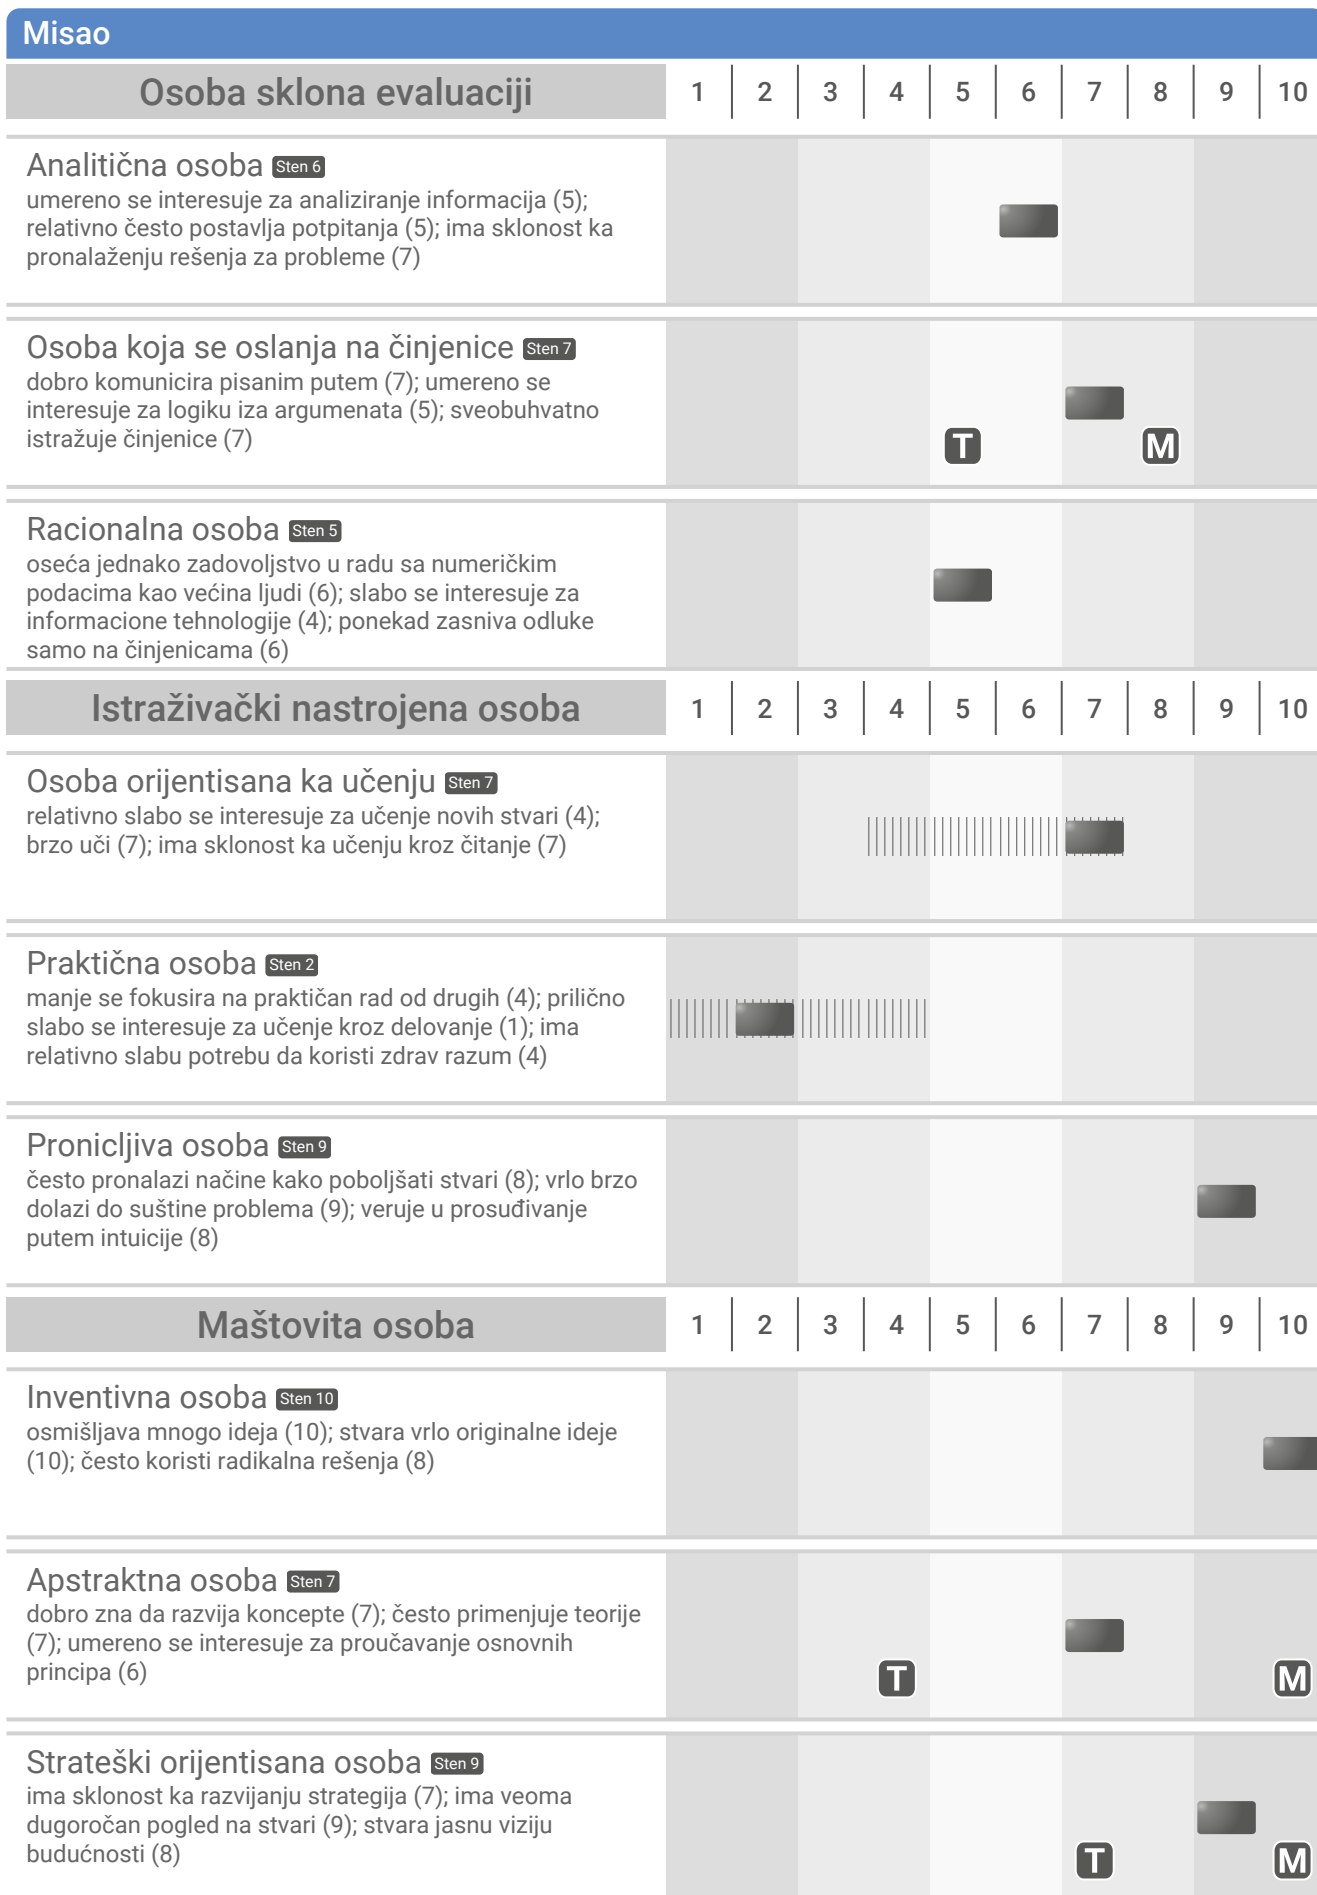 Misao
Osoba sklona evaluaciji 1 2 3 4 5 6 7 8 9 10
Analitična osoba Sten 6
umereno se interesuje za analiziranje informacija (5);
relativno često postavlja potpitanja (5); ima sklonost ka
pronalaženju rešenja za probleme (7)
Osoba koja se oslanja na činjenice Sten 7
dobro komunicira pisanim putem (7); umereno se
interesuje za logiku iza argumenata (5); sveobuhvatno
istražuje činjenice (7)
T M
Racionalna osoba Sten 5
oseća jednako zadovoljstvo u radu sa numeričkim
podacima kao većina ljudi (6); slabo se interesuje za
informacione tehnologije (4); ponekad zasniva odluke
samo na činjenicama (6)
Istraživački nastrojena osoba 1 2 3 4 5 6 7 8 9 10
Osoba orijentisana ka učenju Sten 7
relativno slabo se interesuje za učenje novih stvari (4);
brzo uči (7); ima sklonost ka učenju kroz čitanje (7)
Praktična osoba Sten 2
manje se fokusira na praktičan rad od drugih (4); prilično
slabo se interesuje za učenje kroz delovanje (1); ima
relativno slabu potrebu da koristi zdrav razum (4)
Pronicljiva osoba Sten 9
često pronalazi načine kako poboljšati stvari (8); vrlo brzo
dolazi do suštine problema (9); veruje u prosuđivanje
putem intuicije (8)
Maštovita osoba 1 2 3 4 5 6 7 8 9 10
Inventivna osoba Sten 10
osmišljava mnogo ideja (10); stvara vrlo originalne ideje
(10); često koristi radikalna rešenja (8)
Apstraktna osoba Sten 7
dobro zna da razvija koncepte (7); često primenjuje teorije
(7); umereno se interesuje za proučavanje osnovnih
principa (6)
T M
Strateški orijentisana osoba Sten 9
ima sklonost ka razvijanju strategija (7); ima veoma
dugoročan pogled na stvari (9); stvara jasnu viziju
budućnosti (8)
T M